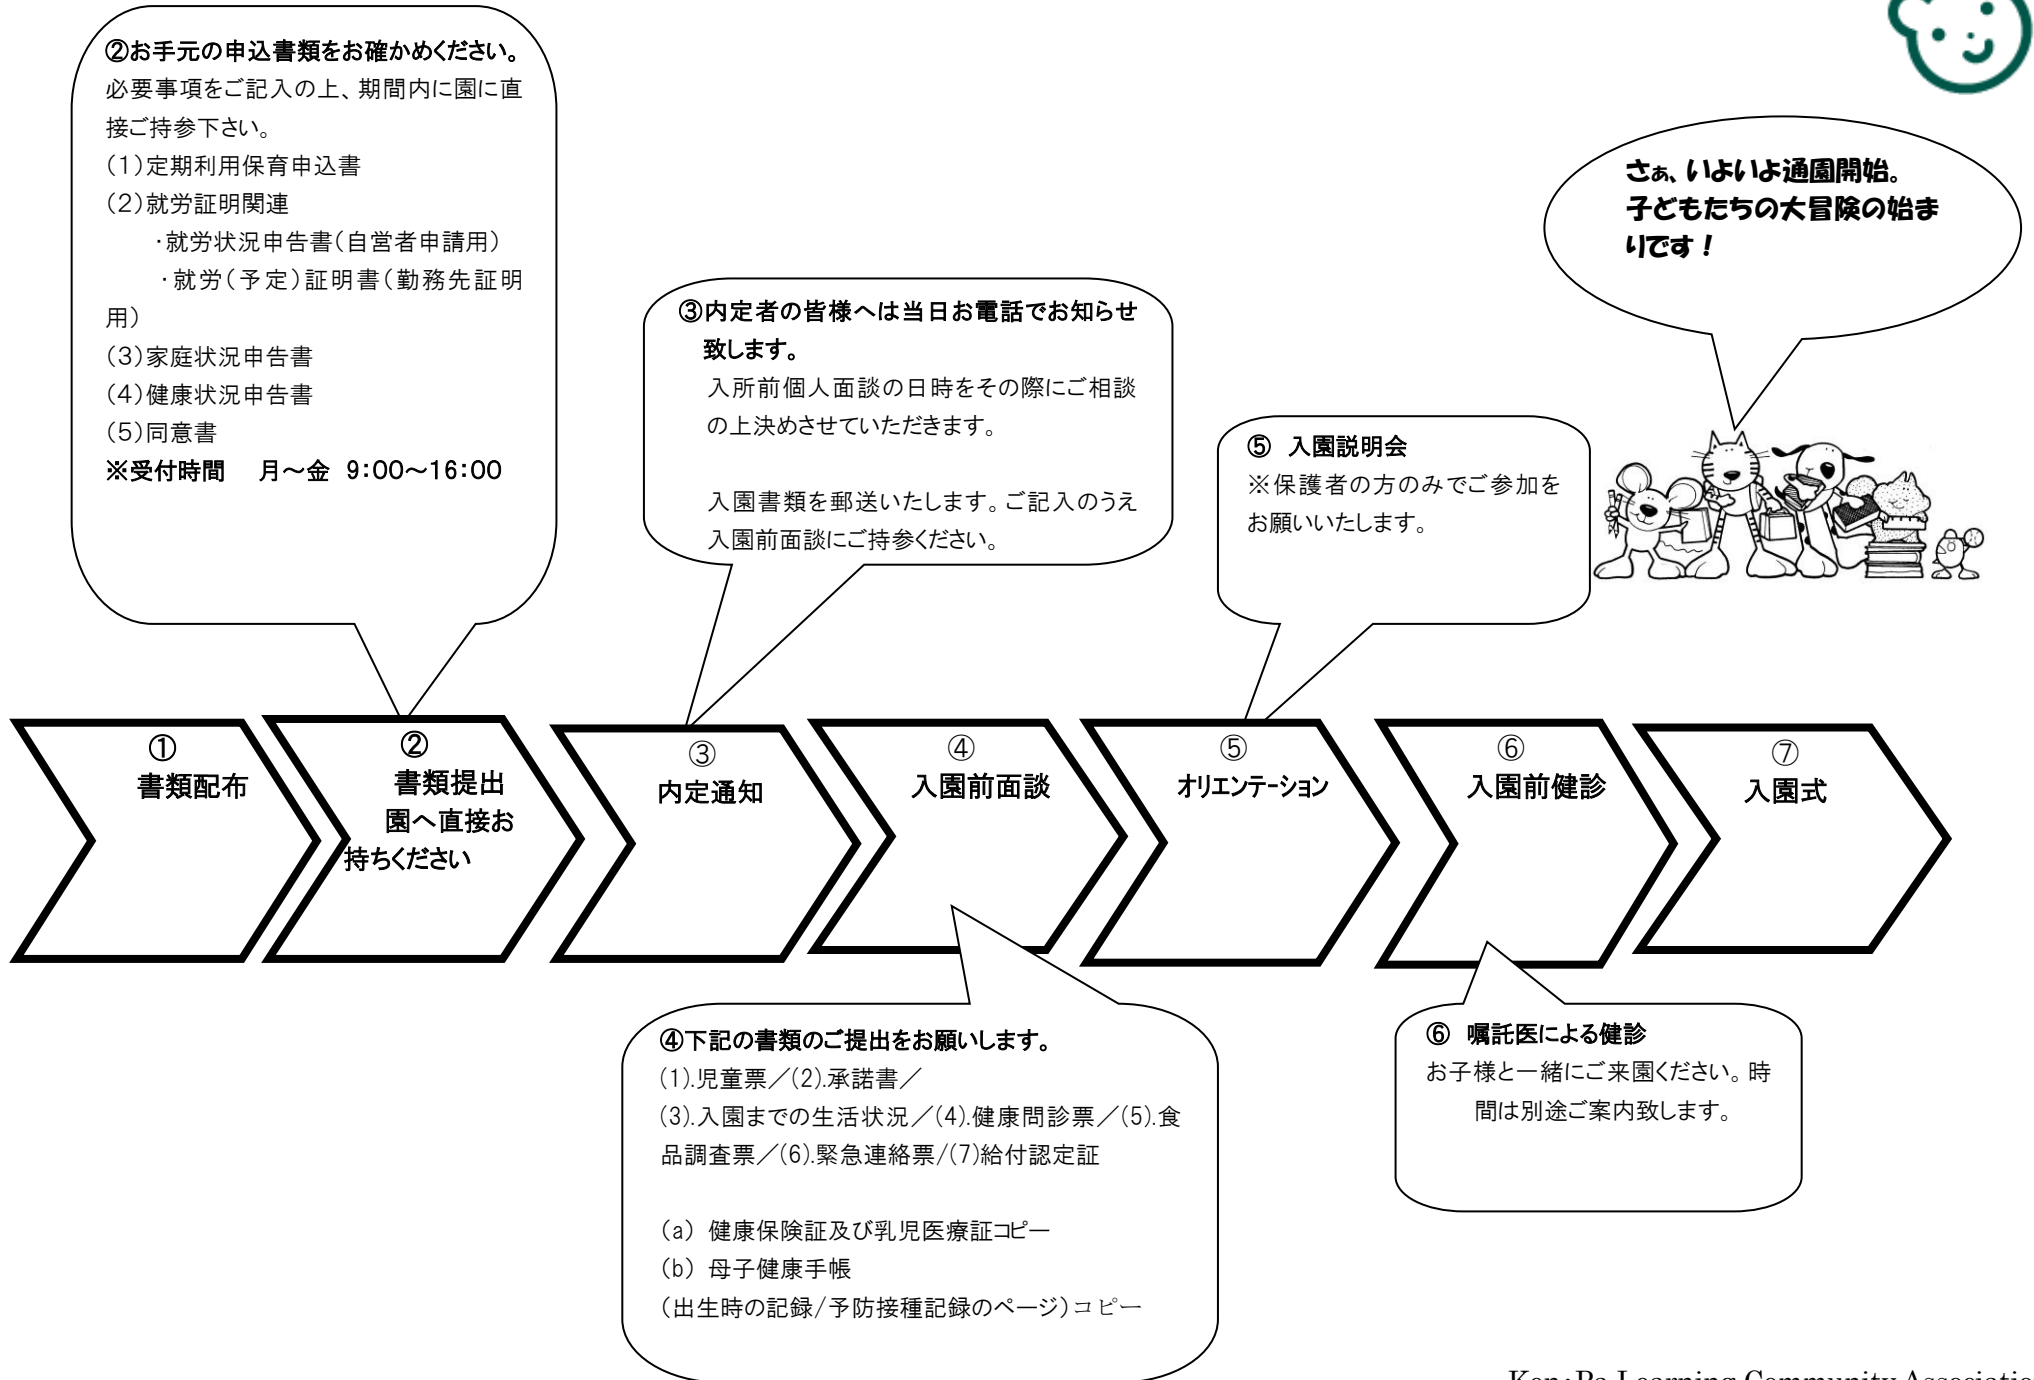 ②お手元の申込書類をお確かめください。
必要事項をご記入の上、期間内に園に直
接ご持参下さい。
(1)定期利用保育申込書
(2)就労証明関連
・就労状況申告書(自営者申請用)
・就労(予定)証明書(勤務先証明
用)
(3)家庭状況申告書
(4)健康状況申告書
(5)同意書
※受付時間　月～金 9:00～16:00
③内定者の皆様へは当日お電話でお知らせ
致します。
入所前個人面談の日時をその際にご相談
の上決めさせていただきます。
入園書類を郵送いたします。ご記入のうえ
入園前面談にご持参ください。
⑤ 入園説明会
※保護者の方のみでご参加を
お願いいたします。
さぁ、いよいよ通園開始。
子どもたちの大冒険の始ま
りです！
①
書類配布
②
書類提出
園へ直接お
持ちください
③
内定通知
④
入園前面談
⑤
オリエンテーション
⑥
入園前健診
⑦
入園式
④下記の書類のご提出をお願いします。
(1).児童票／(2).承諾書／
(3).入園までの生活状況／(4).健康問診票／(5).食
品調査票／(6).緊急連絡票/(7)給付認定証
(a) 健康保険証及び乳児医療証コピー
(b) 母子健康手帳
(出生時の記録/予防接種記録のページ)コピー
⑥ 嘱託医による健診
お子様と一緒にご来園ください。時
間は別途ご案内致します。
Kon・Pa Learning Community Associatio